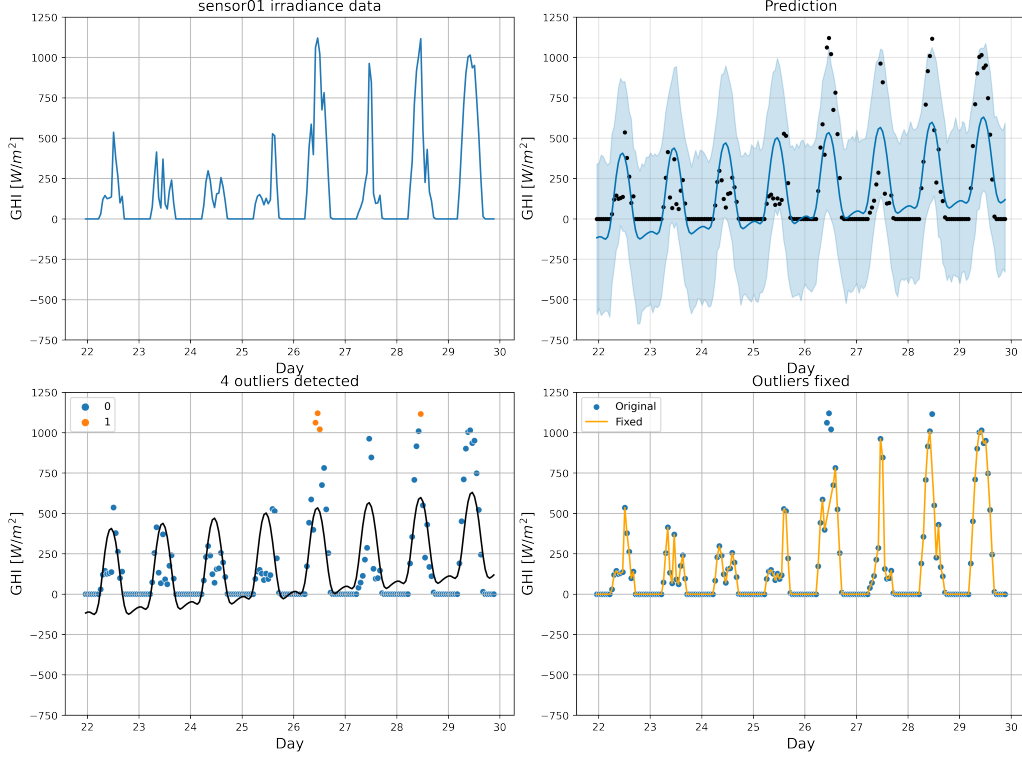 sensor01 irradiance data
GHI [W/m²]
1250
1000
750
500
250
0
−250
−500
−750
22 23 24 25 26 27 28 29 30
Day
Prediction
GHI [W/m²]
1250
1000
750
500
250
0
−250
−500
−750
22 23 24 25 26 27 28 29 30
Day
4 outliers detected
0
1
GHI [W/m²]
1250
1000
750
500
250
0
−250
−500
−750
22 23 24 25 26 27 28 29 30
Day
Outliers fixed
Original
Fixed
GHI [W/m²]
1250
1000
750
500
250
0
−250
−500
−750
22 23 24 25 26 27 28 29 30
Day